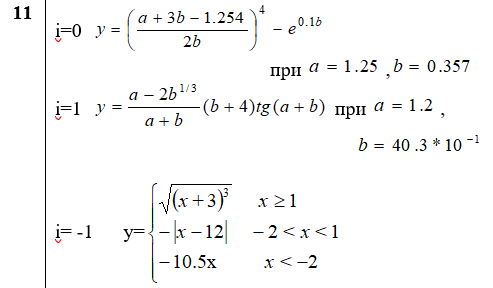 11
i=0 y = ((a + 3b − 1.254) / 2b)^4 − e^(0.1b)
при a = 1.25 , b = 0.357
i=1 y = (a − 2b^(1/3)) / (a + b) (b + 4)tg(a + b) при a = 1.2 ,
b = 40 .3 * 10^(−1)
√((x + 3)^3) x ≥ 1
i= -1 y= { −|x − 12| − 2 < x < 1
−10.5x x < −2